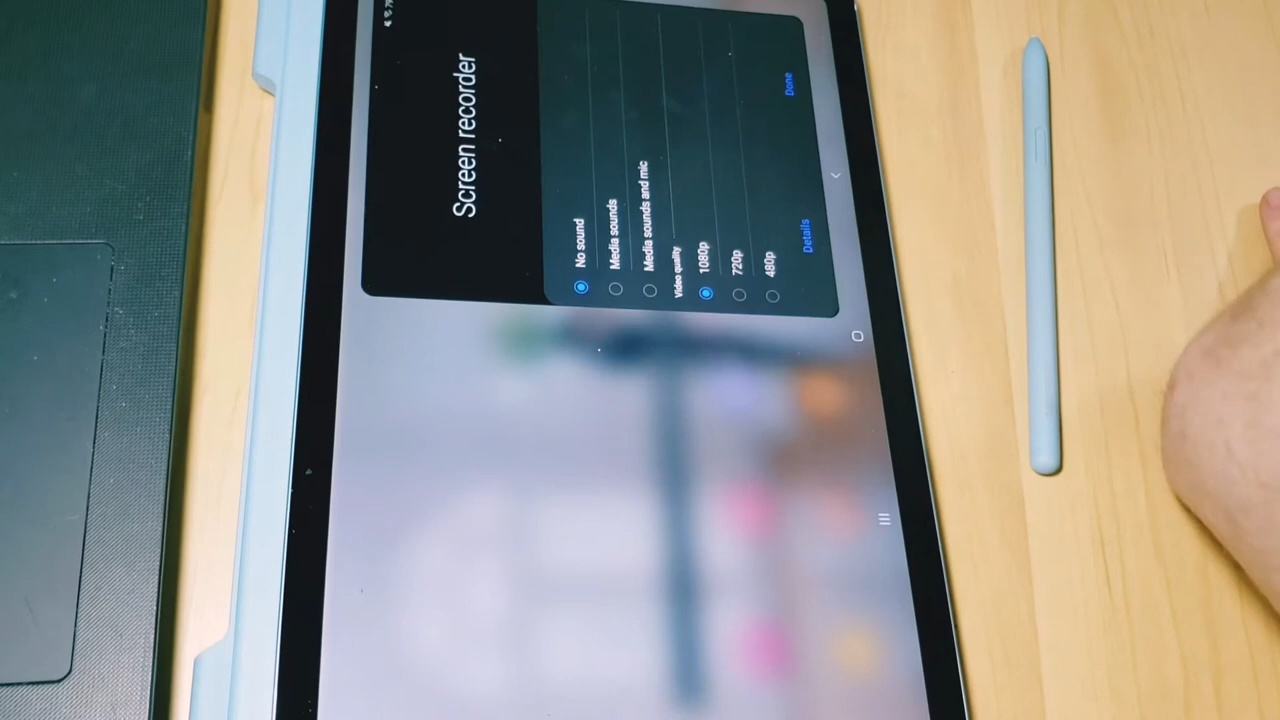 Screen recorder
No sound
Media sounds
Media sounds and mic
Video quality
1080p
720p
480p
Details Done